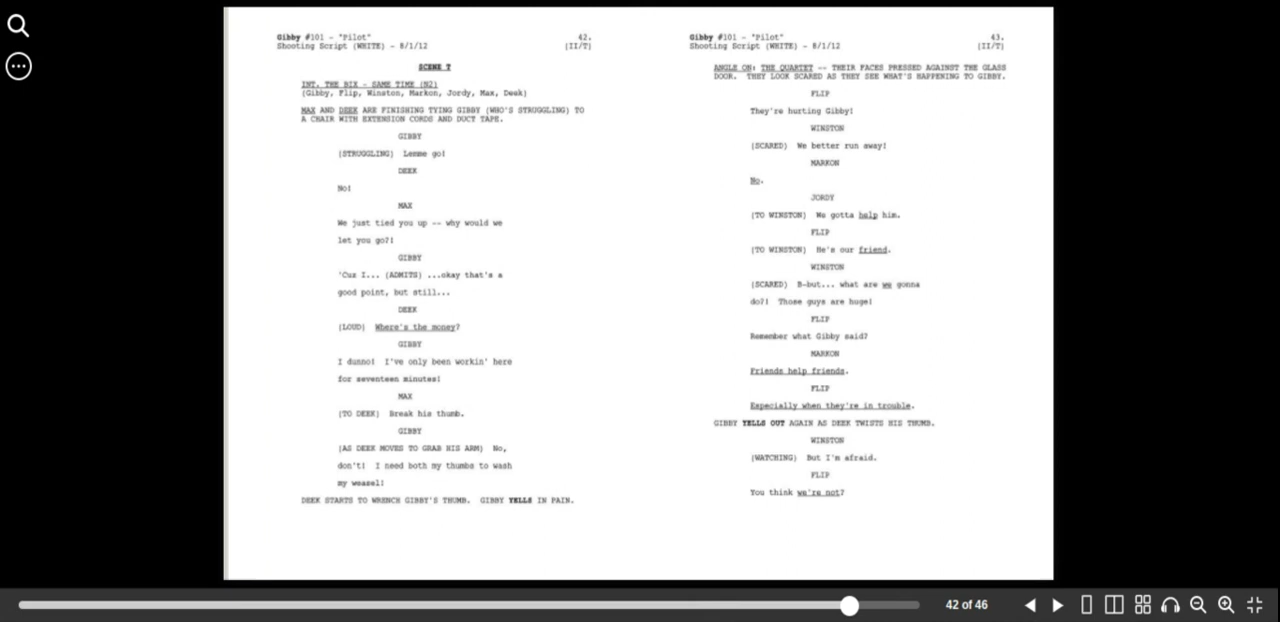 Gibby #101 - "Pilot" 42.
Shooting Script (WHITE) - 8/1/12 (II/T)
SCENE T
INT. THE RIX - SAME TIME (N2)
(Gibby, Flip, Winston, Markon, Jordy, Max, Deek)
MAX AND DEEK ARE FINISHING TYING GIBBY (WHO'S STRUGGLING) TO
A CHAIR WITH EXTENSION CORDS AND DUCT TAPE.
GIBBY
(STRUGGLING) Lemme go!
DEEK
No!
MAX
We just tied you up -- why would we
let you go?!
GIBBY
'Cuz I... (ADMITS) ...okay that's a
good point, but still...
DEEK
(LOUD) Where's the money?
GIBBY
I dunno! I've only been workin' here
for seventeen minutes!
MAX
(TO DEEK) Break his thumb.
GIBBY
(AS DEEK MOVES TO GRAB HIS ARM) No,
don't! I need both my thumbs to wash
my weasel!
DEEK STARTS TO WRENCH GIBBY'S THUMB. GIBBY YELLS IN PAIN.
Gibby #101 - "Pilot" 43.
Shooting Script (WHITE) - 8/1/12 (II/T)
ANGLE ON: THE QUARTET -- THEIR FACES PRESSED AGAINST THE GLASS
DOOR. THEY LOOK SCARED AS THEY SEE WHAT'S HAPPENING TO GIBBY.
FLIP
They're hurting Gibby!
WINSTON
(SCARED) We better run away!
MARKON
No.
JORDY
(TO WINSTON) We gotta help him.
FLIP
(TO WINSTON) He's our friend.
WINSTON
(SCARED) B-but... what are we gonna
do?! Those guys are huge!
FLIP
Remember what Gibby said?
MARKON
Friends help friends.
FLIP
Especially when they're in trouble.
GIBBY YELLS OUT AGAIN AS DEEK TWISTS HIS THUMB.
WINSTON
(WATCHING) But I'm afraid.
FLIP
You think we're not?
42 of 46